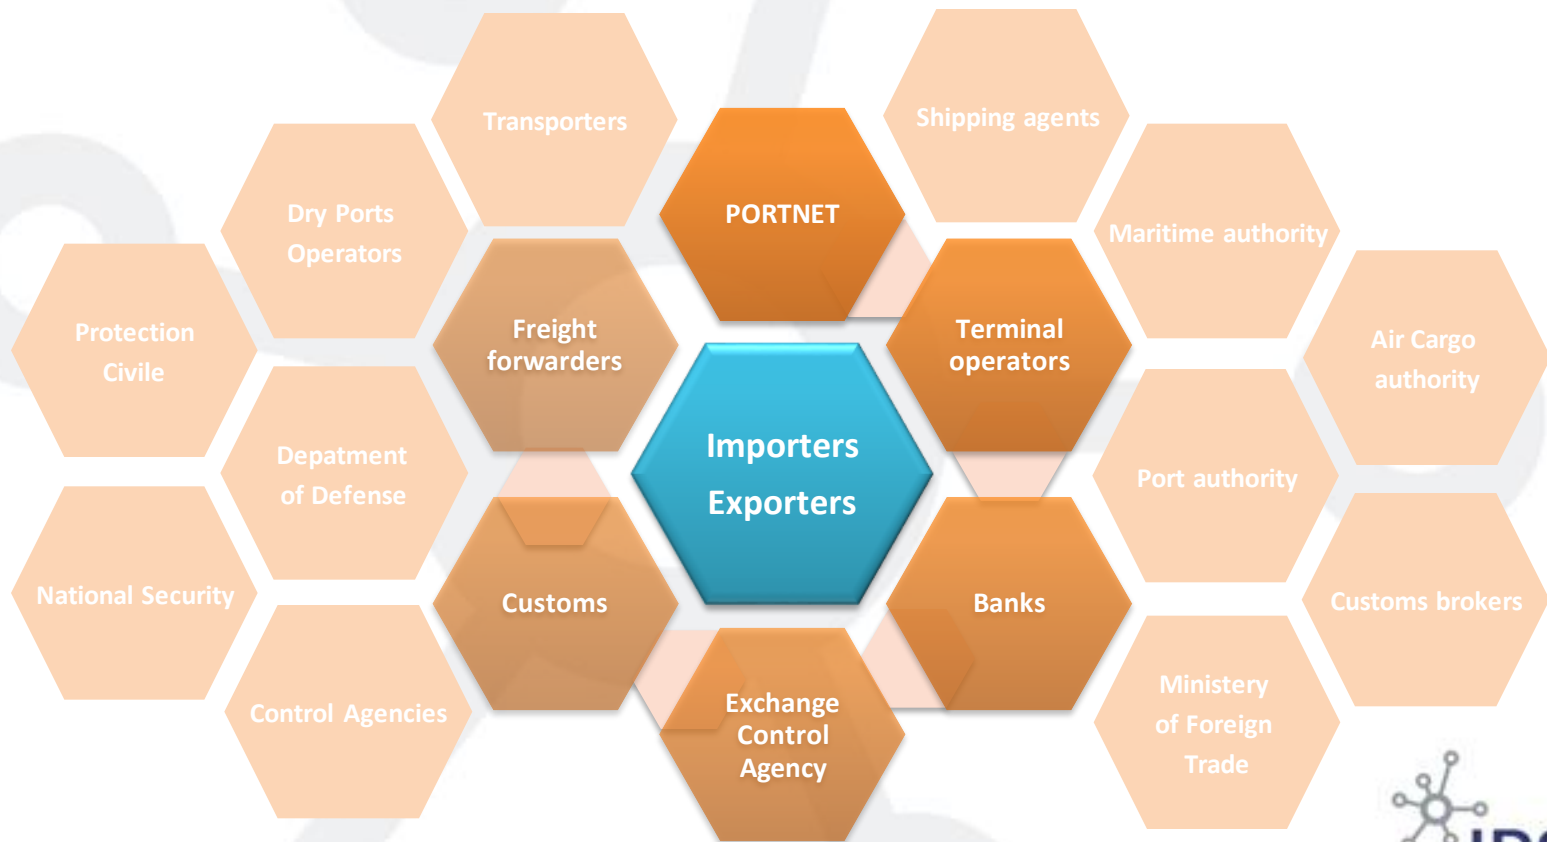 Transporters
Shipping agents
PORTNET
Dry Ports
Operators
Maritime authority
Protection
Civile
Freight
forwarders
Terminal
operators
Air Cargo
authority
Importers
Exporters
Depatment
of Defense
Port authority
National Security
Customs
Banks
Customs brokers
Control Agencies
Exchange
Control
Agency
Ministery
of Foreign
Trade